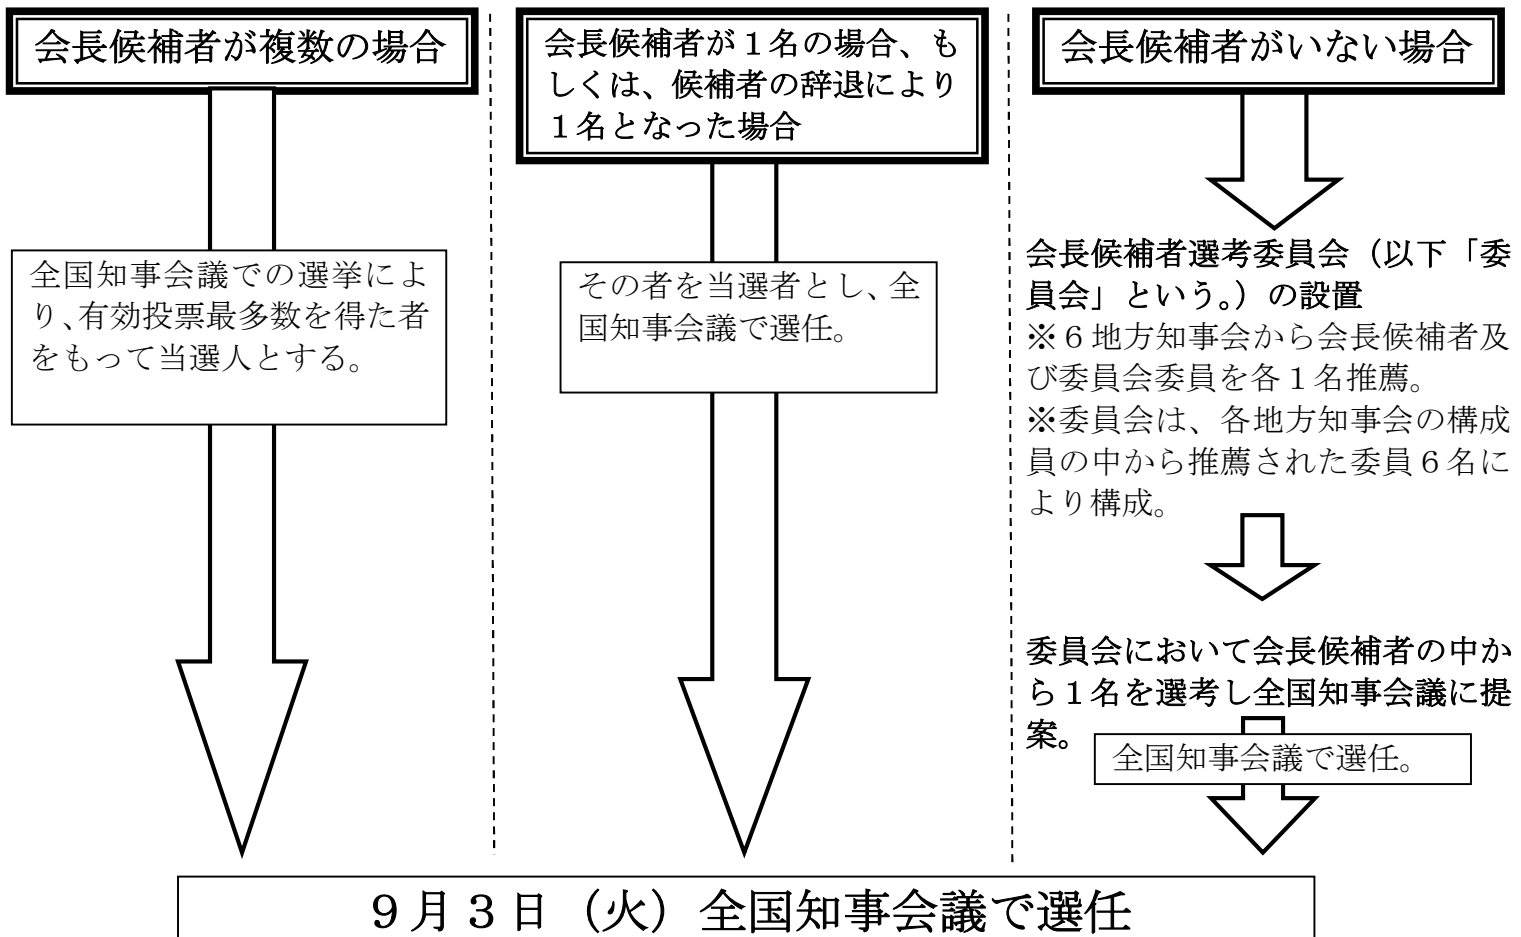 会長候補者が複数の場合
全国知事会議での選挙によ
り、有効投票最多数を得た者
をもって当選人とする。
会長候補者が１名の場合、も
しくは、候補者の辞退により
１名となった場合
その者を当選者とし、全
国知事会議で選任。
会長候補者がいない場合
会長候補者選考委員会（以下「委
員会」という。）の設置
※６地方知事会から会長候補者及
び委員会委員を各１名推薦。
※委員会は、各地方知事会の構成
員の中から推薦された委員６名に
より構成。
委員会において会長候補者の中か
ら１名を選考し全国知事会議に提
案。
全国知事会議で選任。
９月３日（火）全国知事会議で選任